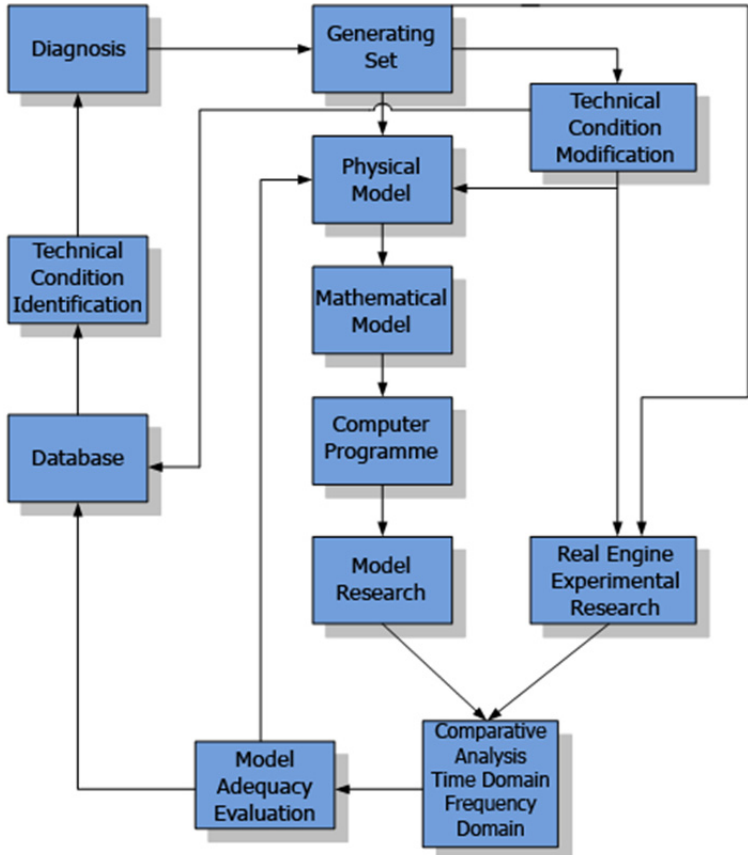 Diagnosis
Generating
Set
Technical
Condition
Modification
Physical
Model
Technical
Condition
Identification
Mathematical
Model
Database
Computer
Programme
Model
Research
Real Engine
Experimental
Research
Comparative
Analysis
Time Domain
Frequency
Domain
Model
Adequacy
Evaluation